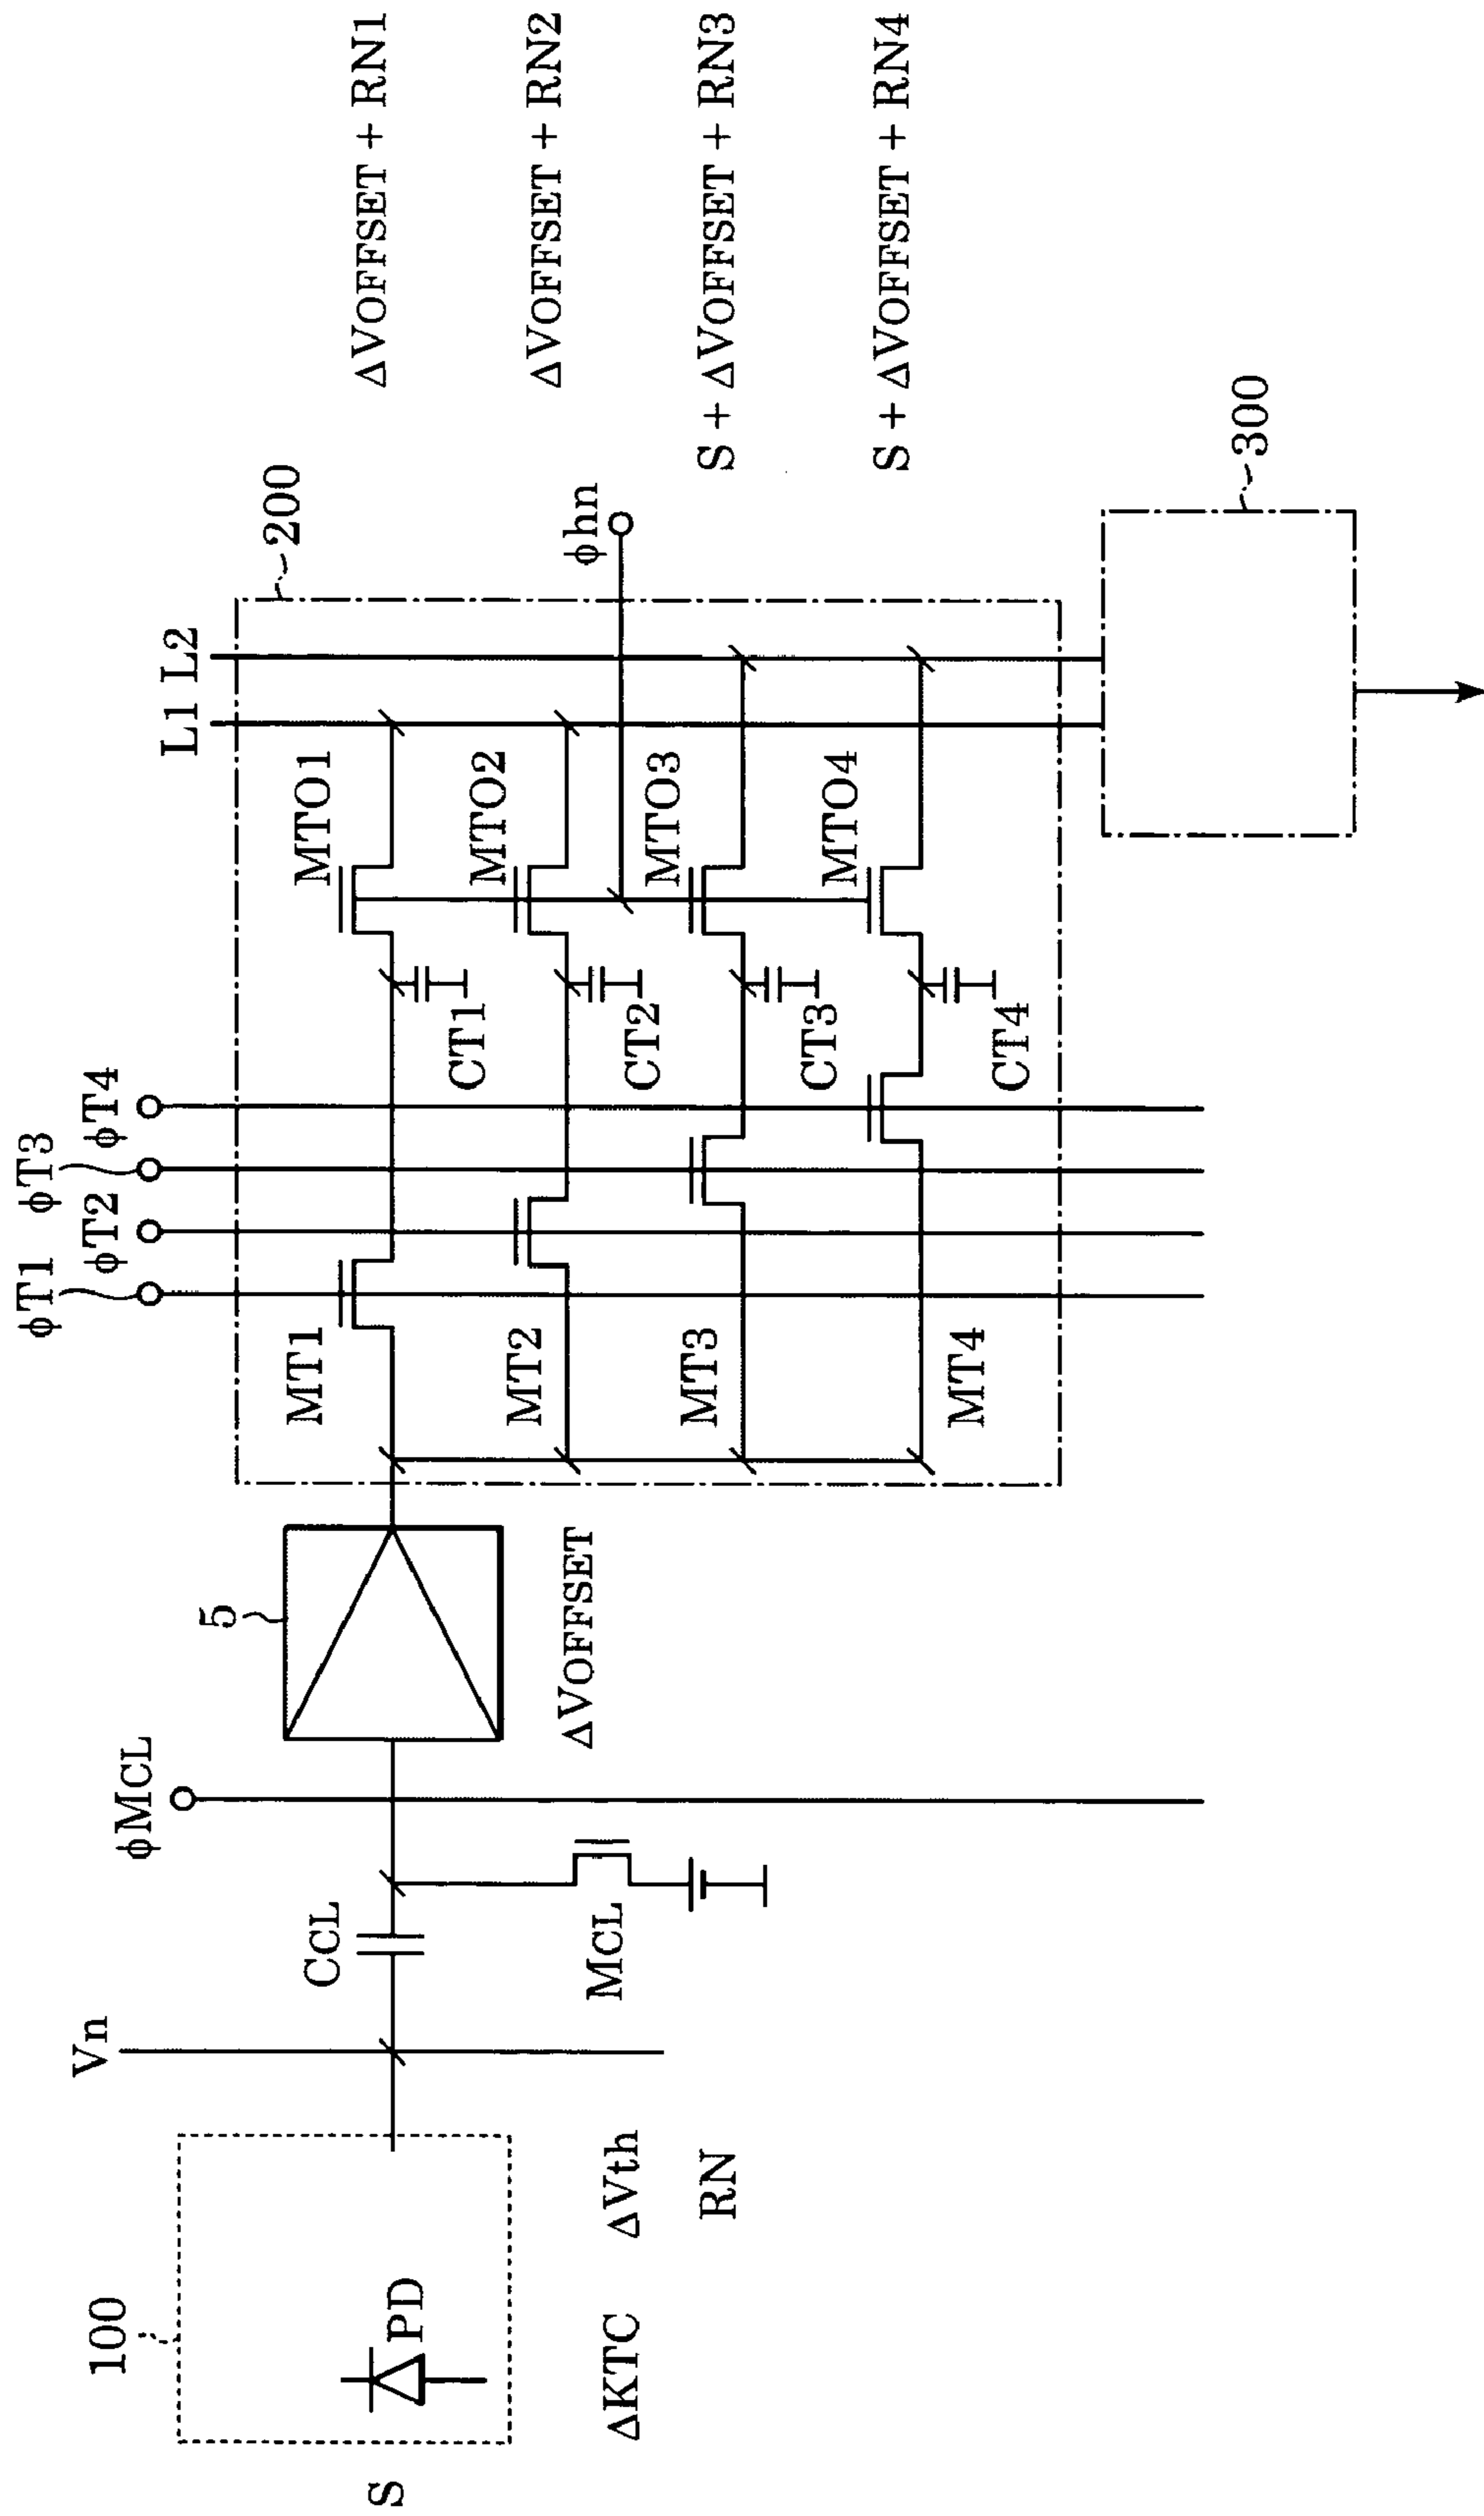 S
100
PD
ΔKTC
ΔVth
RN
Vn
CCL
MCL
φMCL
5
ΔVOFFSET
φT1
φT2
φT3
φT4
MT1
MT2
MT3
MT4
CT1
CT2
CT3
CT4
MTO1
MTO2
MTO3
MTO4
L1 L2
200
φhn
300
ΔVOFFSET + RN1
ΔVOFFSET + RN2
S + ΔVOFFSET + RN3
S + ΔVOFFSET + RN4